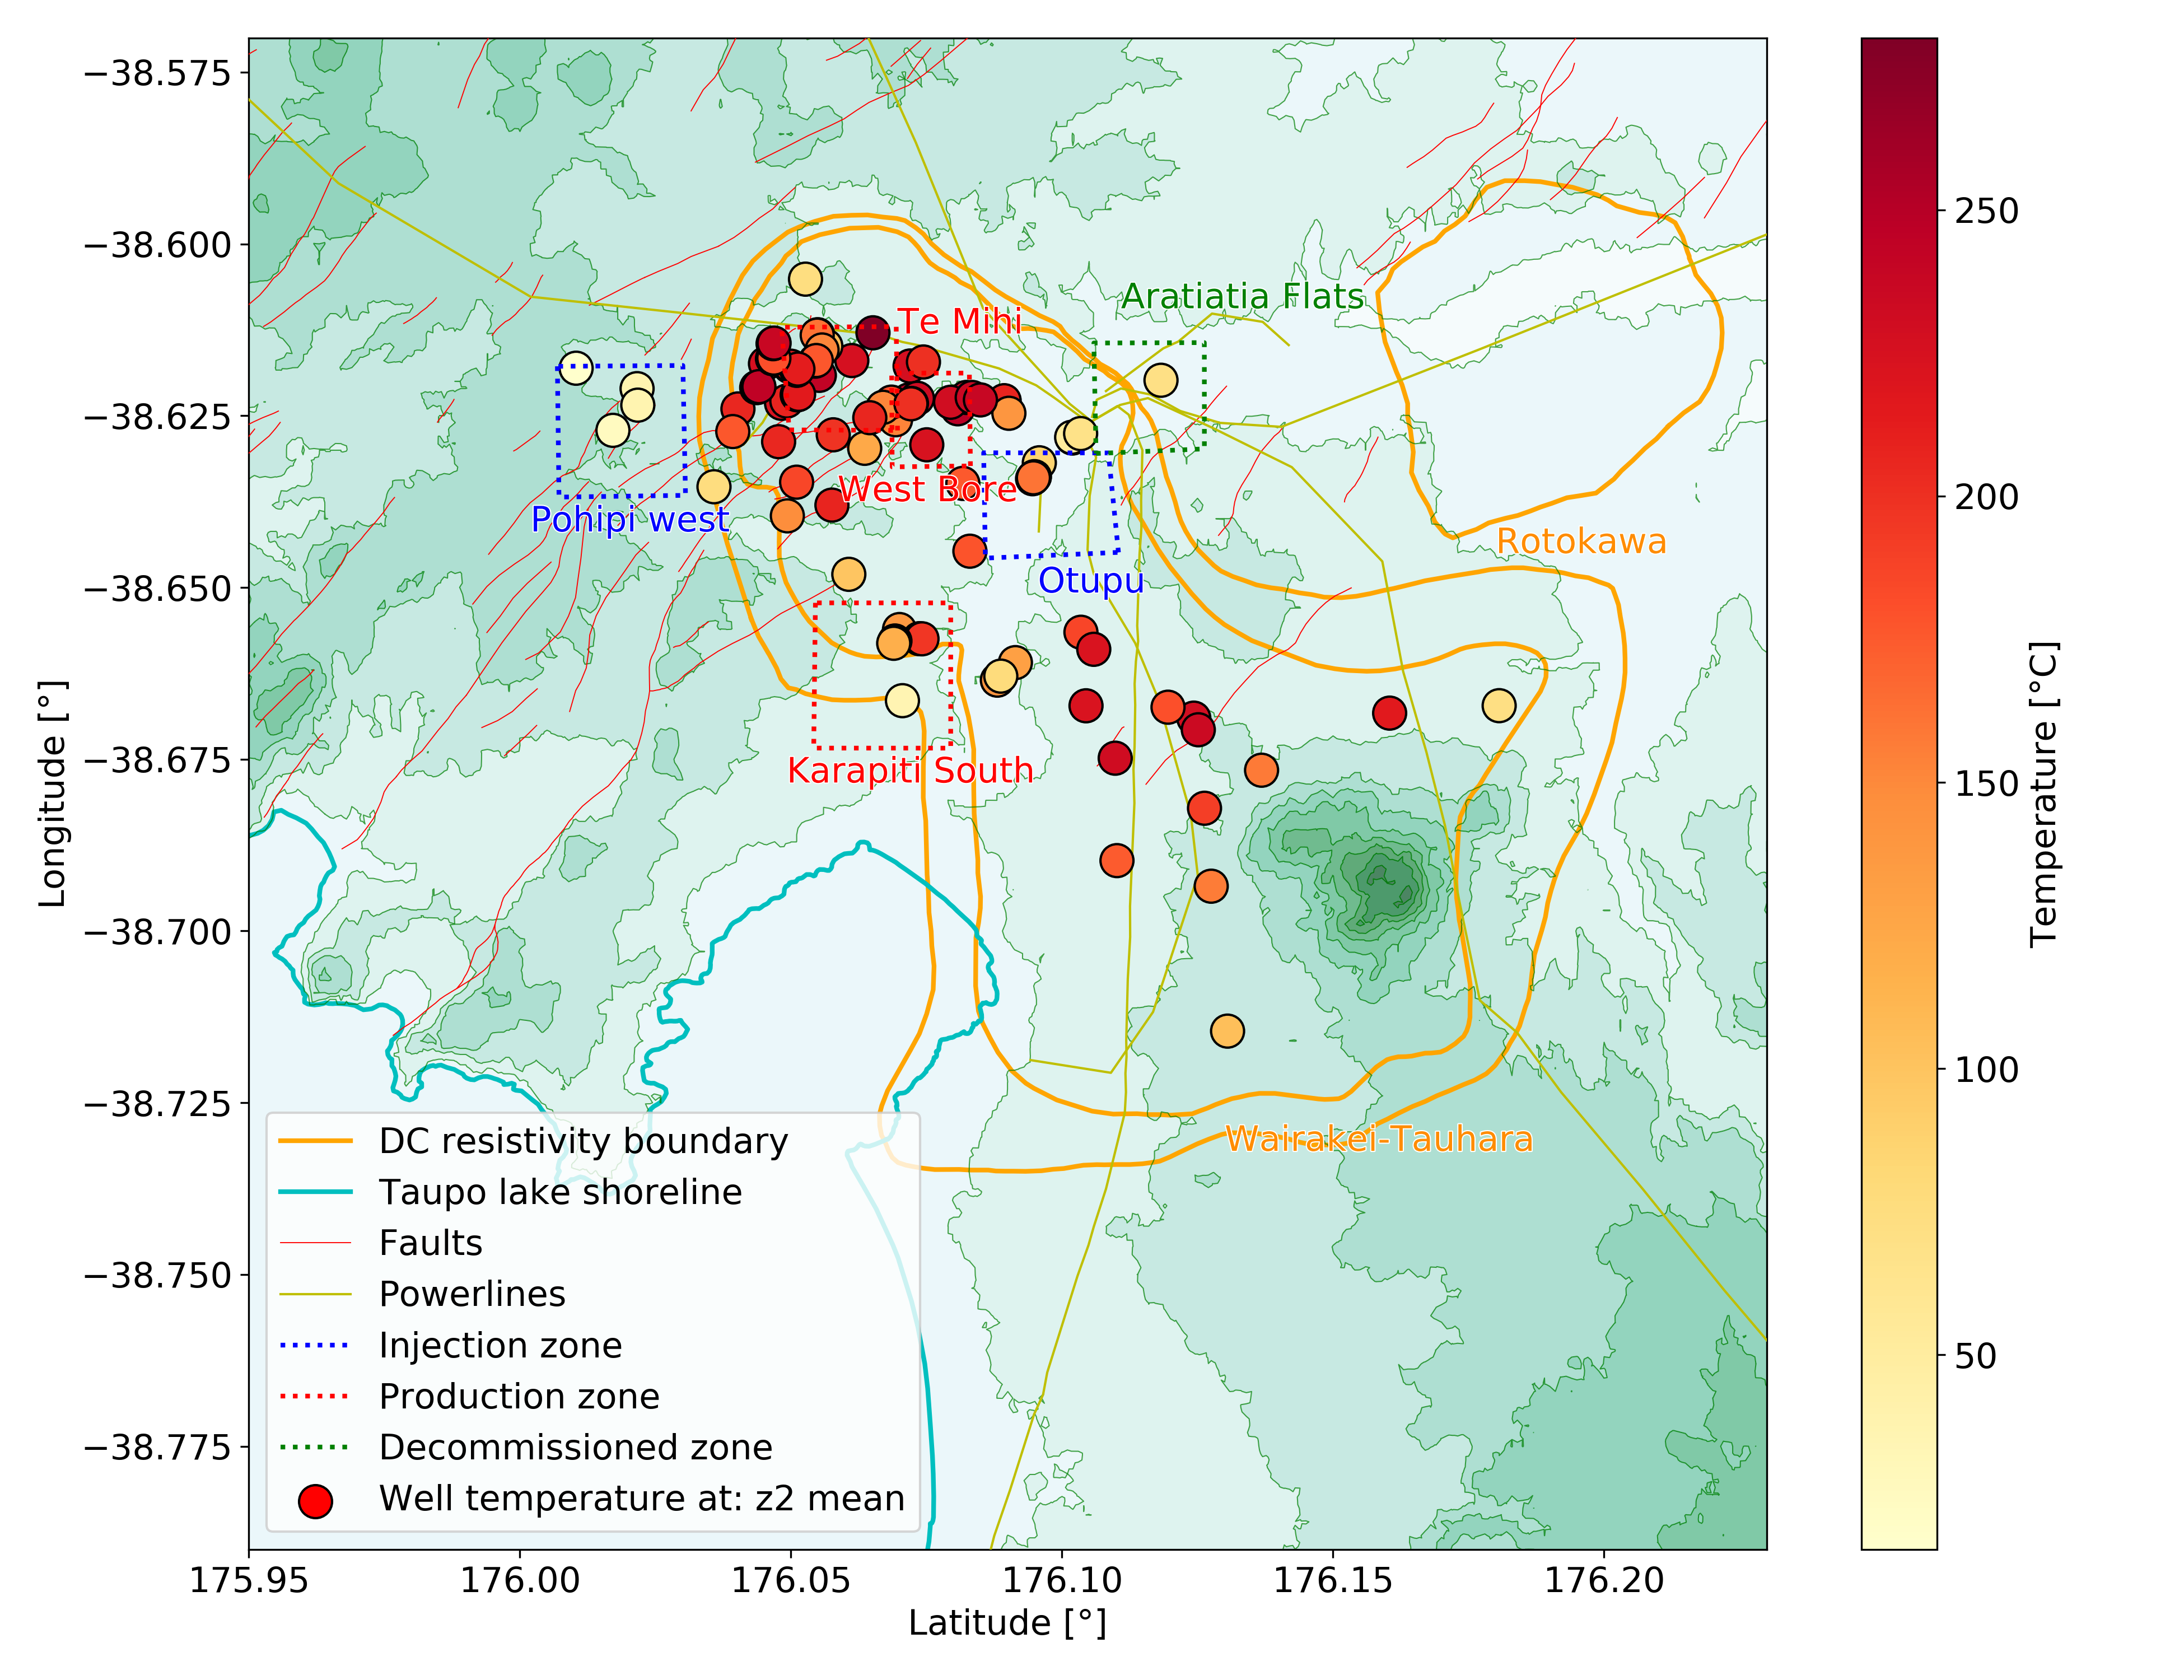 −38.575
−38.600
−38.625
−38.650
−38.675
−38.700
−38.725
−38.750
−38.775
Longitude [°]
175.95
176.00
176.05
176.10
176.15
176.20
Latitude [°]
Aratiatia Flats
Te Mihi
West Bore
Pohipi west
Otupu
Rotokawa
Karapiti South
Wairakei-Tauhara
DC resistivity boundary
Taupo lake shoreline
Faults
Powerlines
Injection zone
Production zone
Decommissioned zone
Well temperature at: z2 mean
250
200
150
100
50
Temperature [°C]